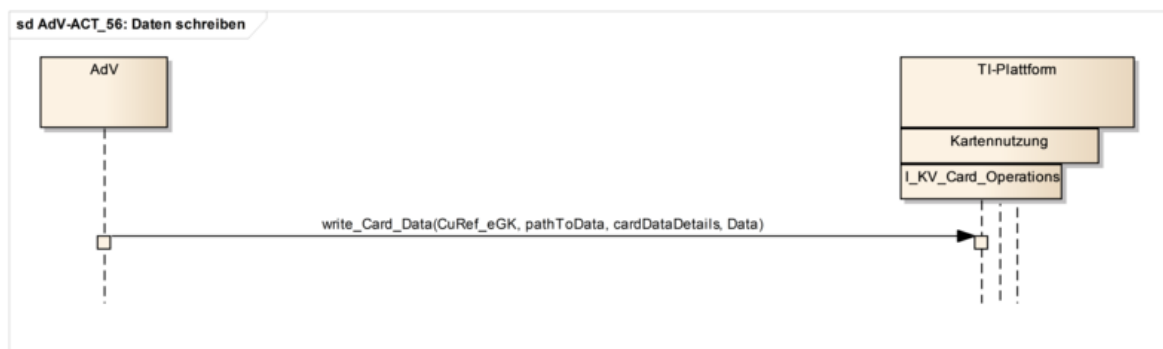 sd AdV-ACT_56: Daten schreiben
AdV
TI-Plattform
Kartennutzung
I_KV_Card_Operations
write_Card_Data(CuRef_eGK, pathToData, cardDataDetails, Data)